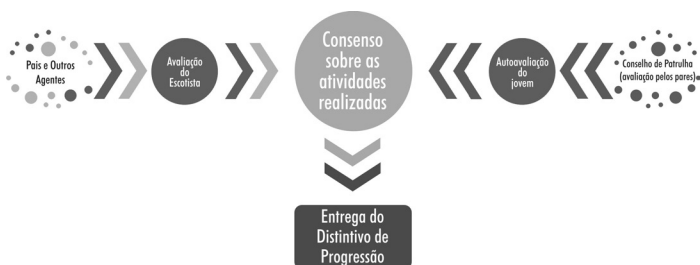 Pais e Outros
Agentes
Avaliação
do
Escotista
Consenso
sobre as
atividades
realizadas
Autoavaliação
do
jovem
Conselho de Patrulha
(avaliação pelos pares)
Entrega do
Distintivo de
Progressão